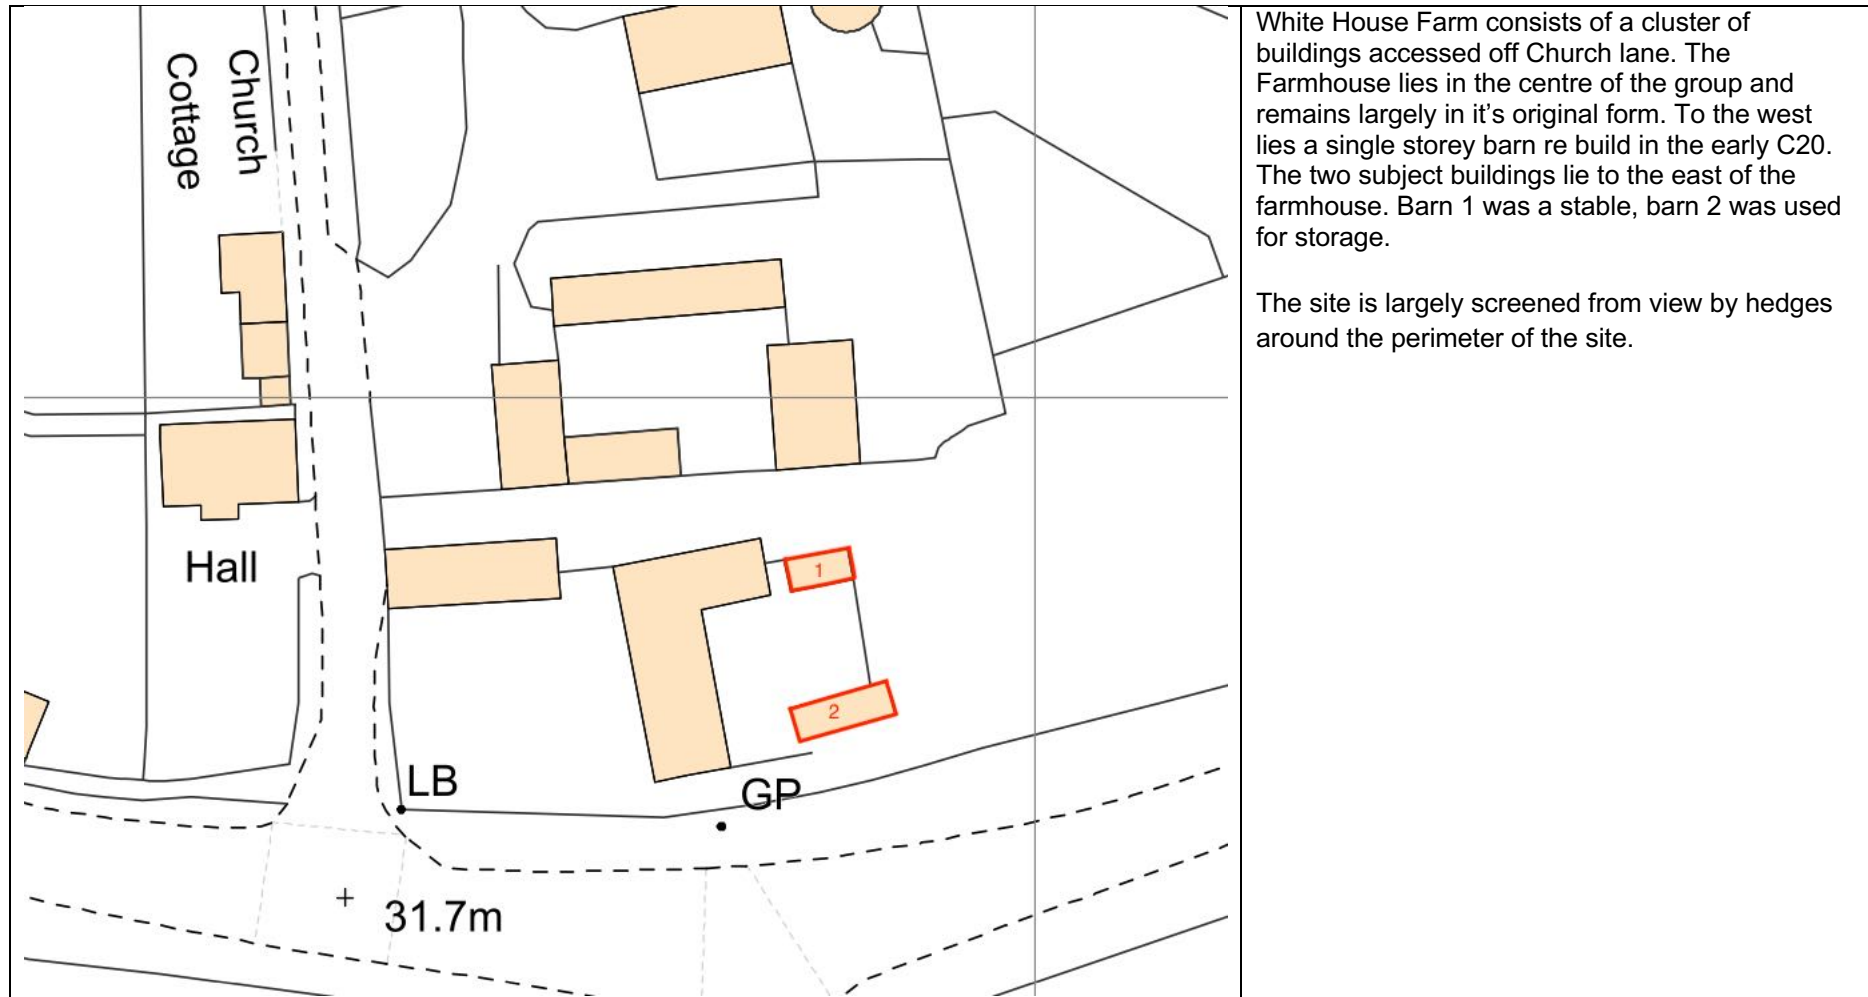 Church
Cottage
Hall
1
2
LB
GP
31.7m
White House Farm consists of a cluster of
buildings accessed off Church lane. The
Farmhouse lies in the centre of the group and
remains largely in it’s original form. To the west
lies a single storey barn re build in the early C20.
The two subject buildings lie to the east of the
farmhouse. Barn 1 was a stable, barn 2 was used
for storage.
The site is largely screened from view by hedges
around the perimeter of the site.